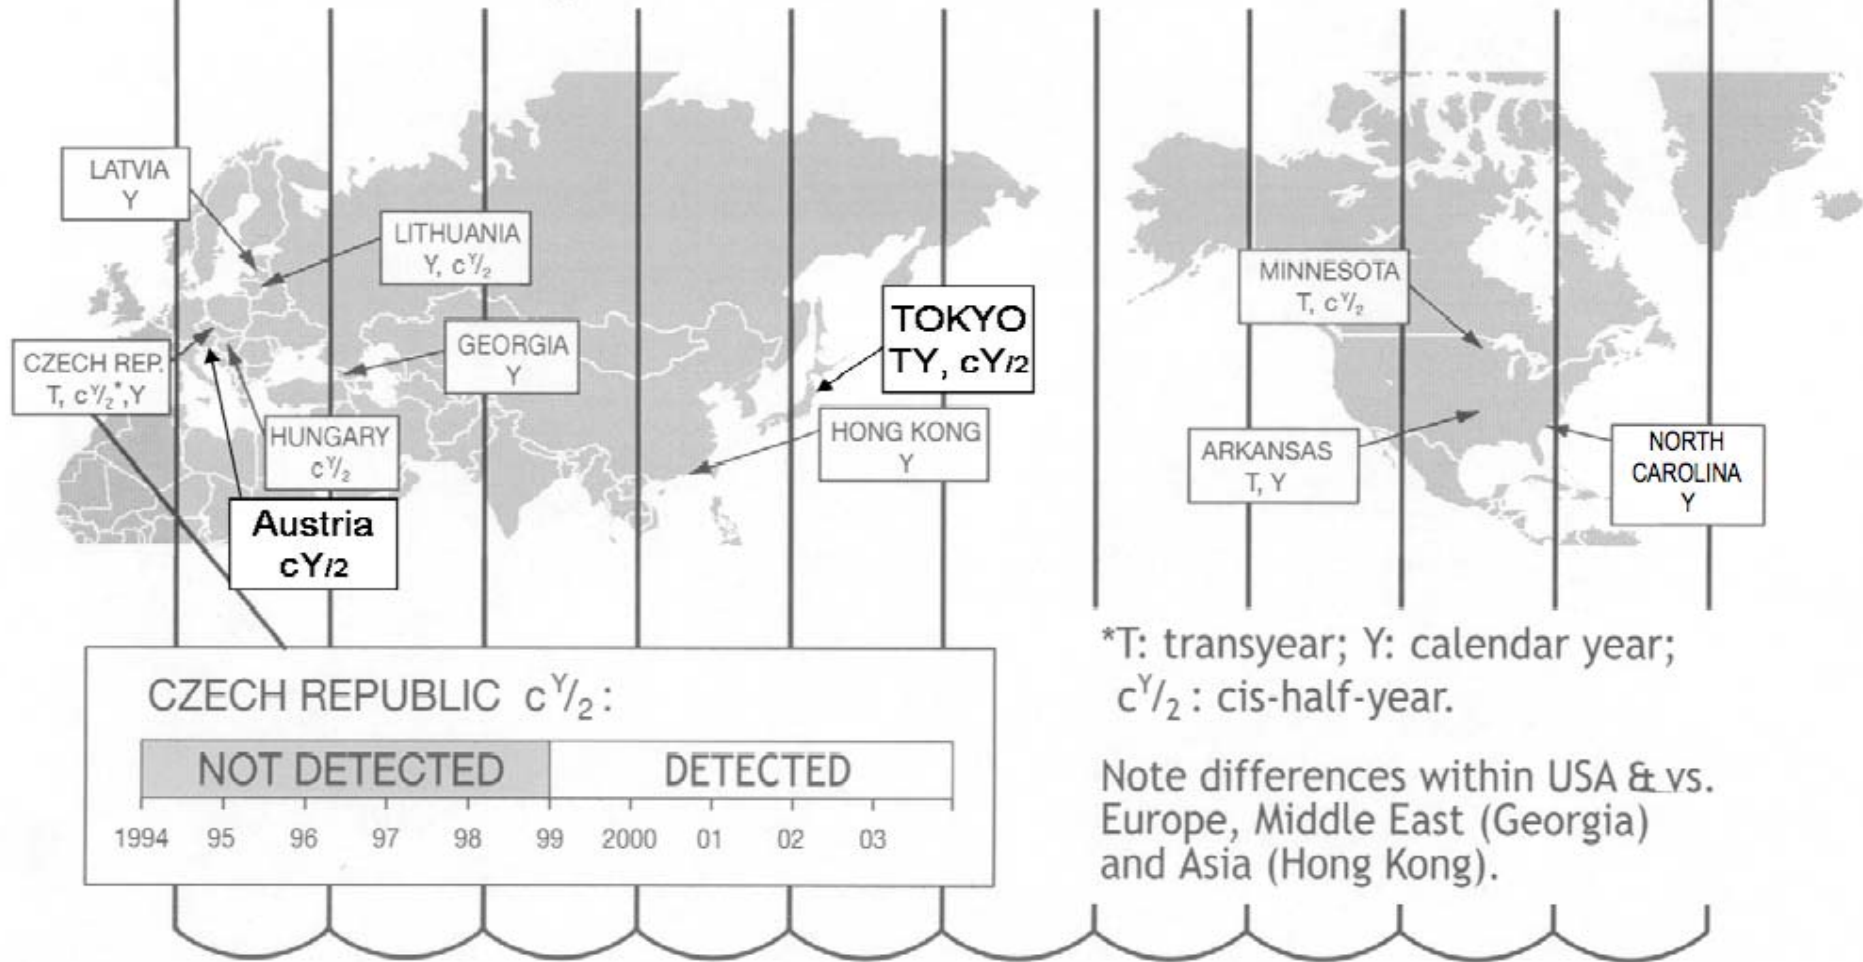 LATVIA
Y
LITHUANIA
Y, cY/2
CZECH REP.
T, cY/2*,Y
GEORGIA
Y
HUNGARY
cY/2
Austria
cY/2
TOKYO
TY, cY/2
HONG KONG
Y
MINNESOTA
T, cY/2
ARKANSAS
T, Y
NORTH
CAROLINA
Y
CZECH REPUBLIC cY/2:
NOT DETECTED DETECTED
1994 95 96 97 98 99 2000 01 02 03
*T: transyear; Y: calendar year;
cY/2: cis-half-year.
Note differences within USA & vs.
Europe, Middle East (Georgia)
and Asia (Hong Kong).